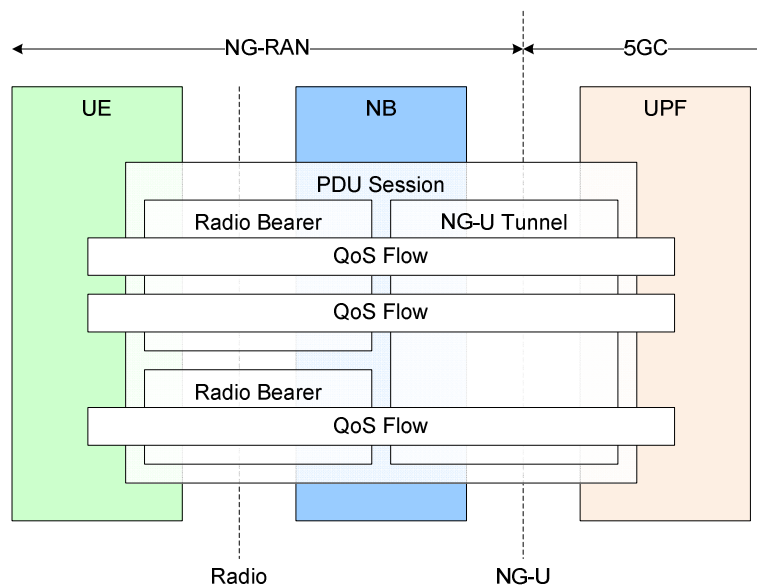 NG-RAN 5GC
UE NB UPF
PDU Session
Radio Bearer NG-U Tunnel
QoS Flow
QoS Flow
Radio Bearer
QoS Flow
Radio NG-U